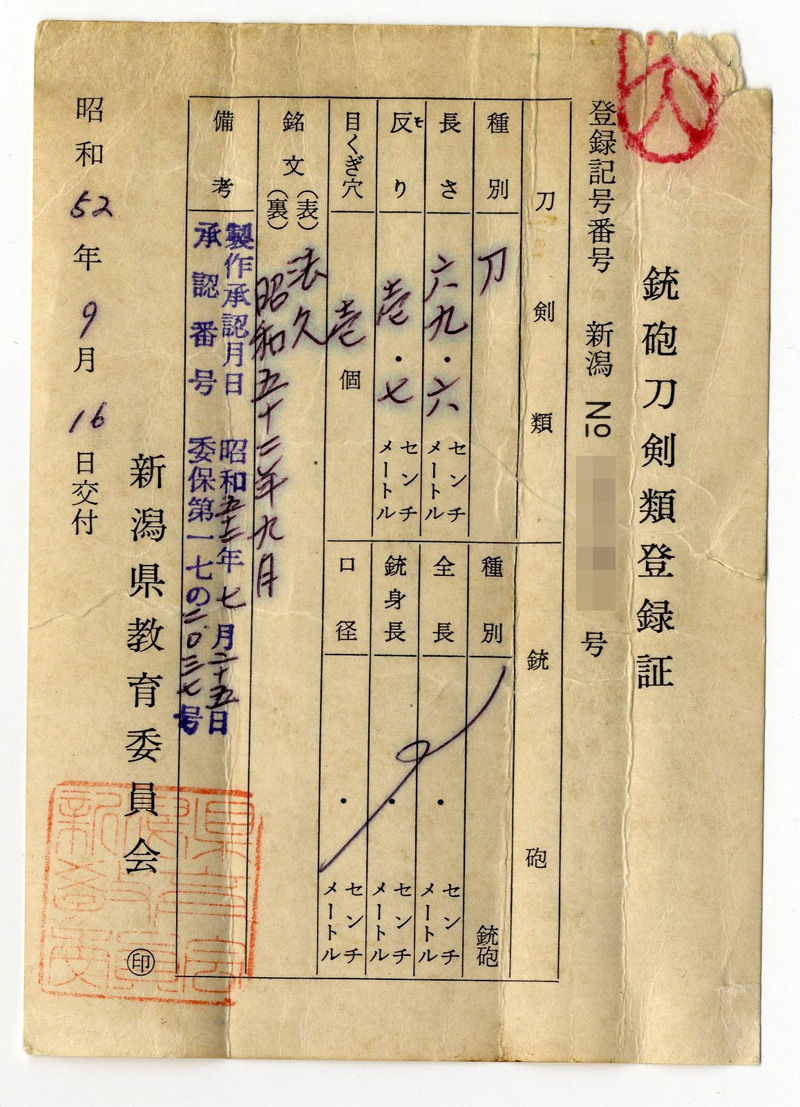 銃砲刀剣類登録証
登録記号番号 新潟 No 号
刀剣類
種別 刀
長さ 六九・六 センチメートル
反り ソリ 壱・七 センチメートル
目くぎ穴 壱個
銃砲
種別 銃砲
全長 ・ センチメートル
銃身長 ・ センチメートル
口径 ・ センチメートル
銘文 (表) 法久
(裏) 昭和五十二年九月
備考 製作承認月日 昭和五二年七月二十五日
承認番号 委保第一七の二〇三七号
新潟県教育委員会 印
昭和52年9月16日交付